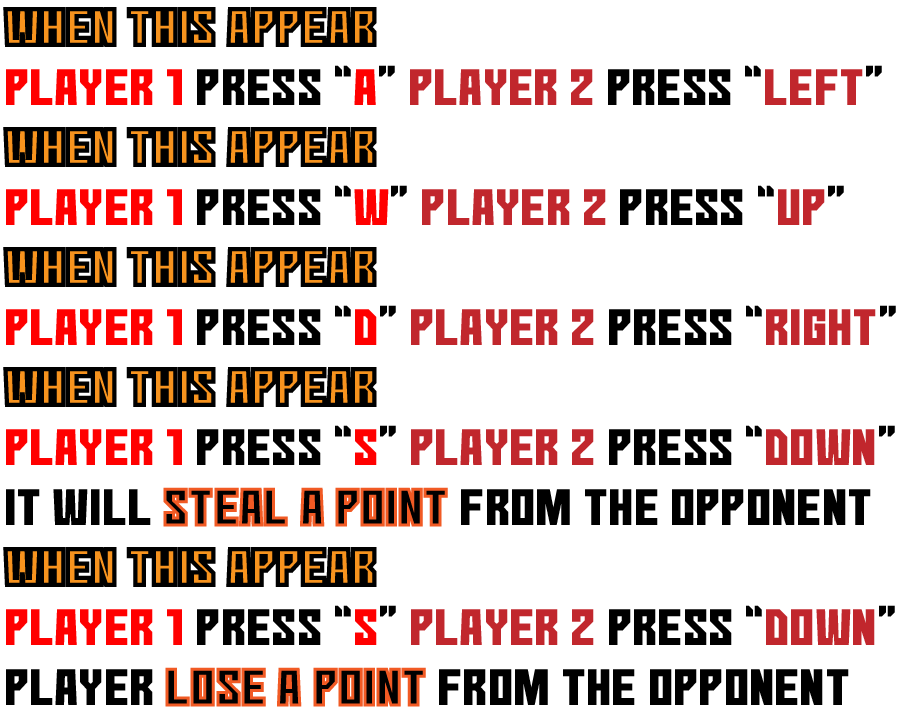 WHEN THIS APPEAR
PLAYER 1 PRESS “A” PLAYER 2 PRESS “LEFT”
WHEN THIS APPEAR
PLAYER 1 PRESS “W” PLAYER 2 PRESS “UP”
WHEN THIS APPEAR
PLAYER 1 PRESS “D” PLAYER 2 PRESS “RIGHT”
WHEN THIS APPEAR
PLAYER 1 PRESS “S” PLAYER 2 PRESS “DOWN”
IT WILL STEAL A POINT FROM THE OPPONENT
WHEN THIS APPEAR
PLAYER 1 PRESS “S” PLAYER 2 PRESS “DOWN”
PLAYER LOSE A POINT FROM THE OPPONENT